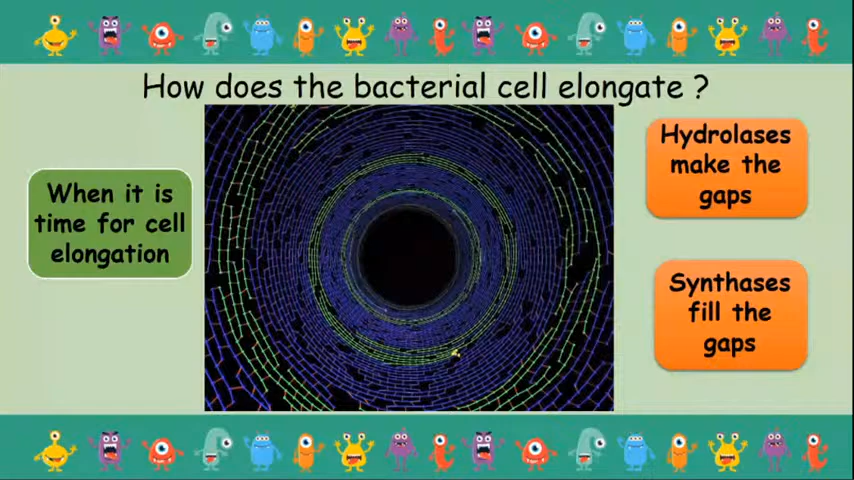 How does the bacterial cell elongate ?
When it is
time for cell
elongation
Hydrolases
make the
gaps
Synthases
fill the
gaps